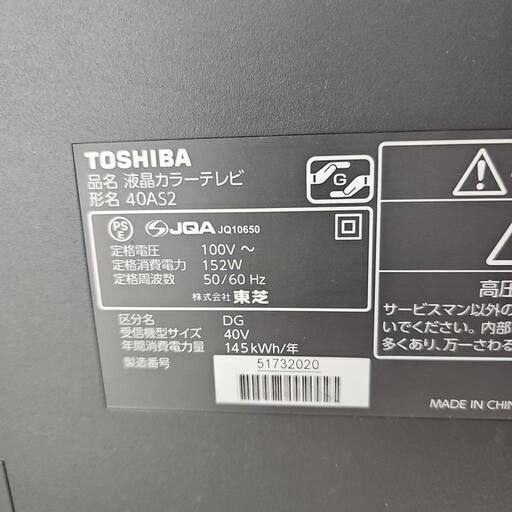 TOSHIBA
品名 液晶カラーテレビ
形名 40AS2
G
PS
E
JQA JQ10650
定格電圧 100V ～
定格消費電力 152W
定格周波数 50/60 Hz
株式会社 東芝
区分名 DG
受信機型サイズ 40V
年間消費電力量 145kWh/年
製造番号 51732020
高圧
サービスマン以外の
いでください。内部
多くあり、万一さわる
MADE IN CHIN